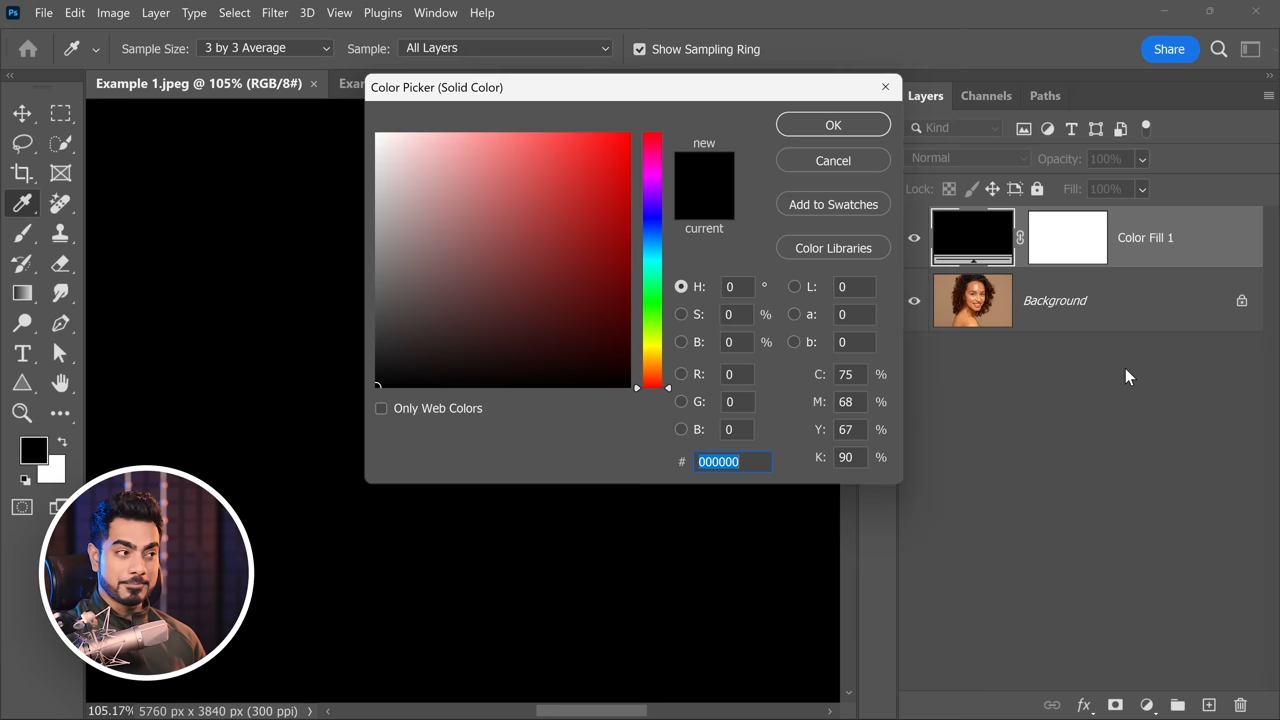 Ps File Edit Image Layer Type Select Filter 3D View Plugins Window Help
Sample Size: 3 by 3 Average Sample: All Layers Show Sampling Ring Share
Example 1.jpeg @ 105% (RGB/8#) × Exa
Color Picker (Solid Color)
new
current
OK
Cancel
Add to Swatches
Color Libraries
H: 0 ° L: 0
S: 0 % a: 0
B: 0 % b: 0
R: 0 C: 75 %
G: 0 M: 68 %
B: 0 Y: 67 %
# 000000 K: 90 %
Only Web Colors
Layers Channels Paths
Kind
Normal Opacity: 100%
Lock: Fill: 100%
Color Fill 1
Background
105.17% 5760 px x 3840 px (300 ppi)
fx